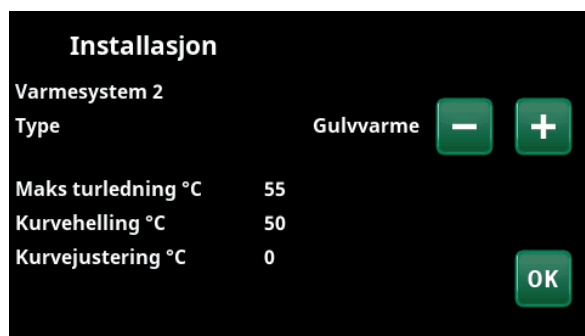 Installasjon
Varmesystem 2
Type Gulvvarme − +
Maks turledning °C 55
Kurvehelling °C 50
Kurvejustering °C 0
OK